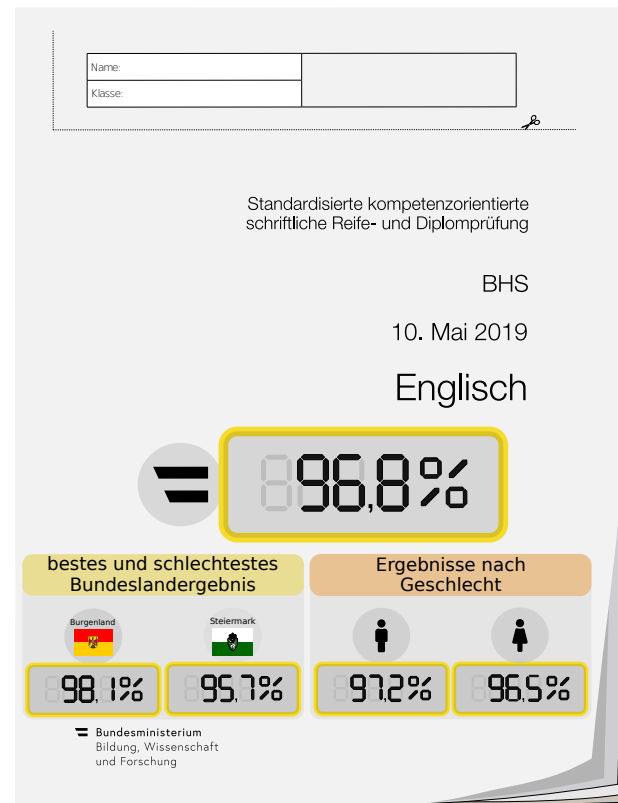 Name:
Klasse:
Standardisierte kompetenzorientierte
schriftliche Reife- und Diplomprüfung
BHS
10. Mai 2019
Englisch
96,8%
bestes und schlechtestes
Bundeslandergebnis
Ergebnisse nach
Geschlecht
Burgenland
Steiermark
98,1%
95,7%
97,2%
96,5%
Bundesministerium
Bildung, Wissenschaft
und Forschung